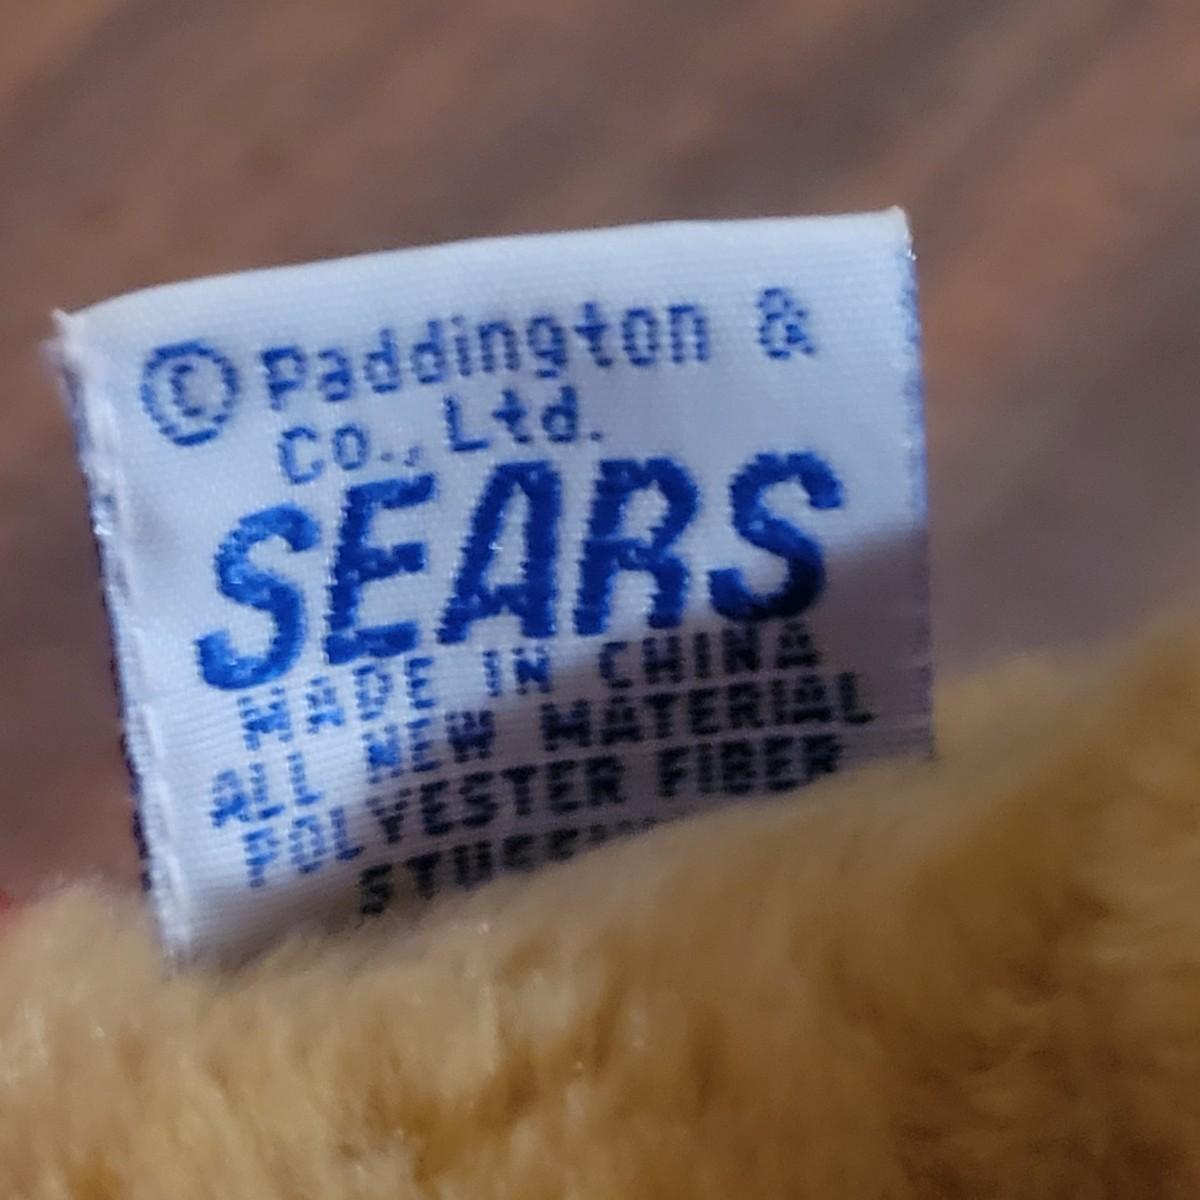 © Paddington &
Co., Ltd.
SEARS
MADE IN CHINA
ALL NEW MATERIAL
POLYESTER FIBER